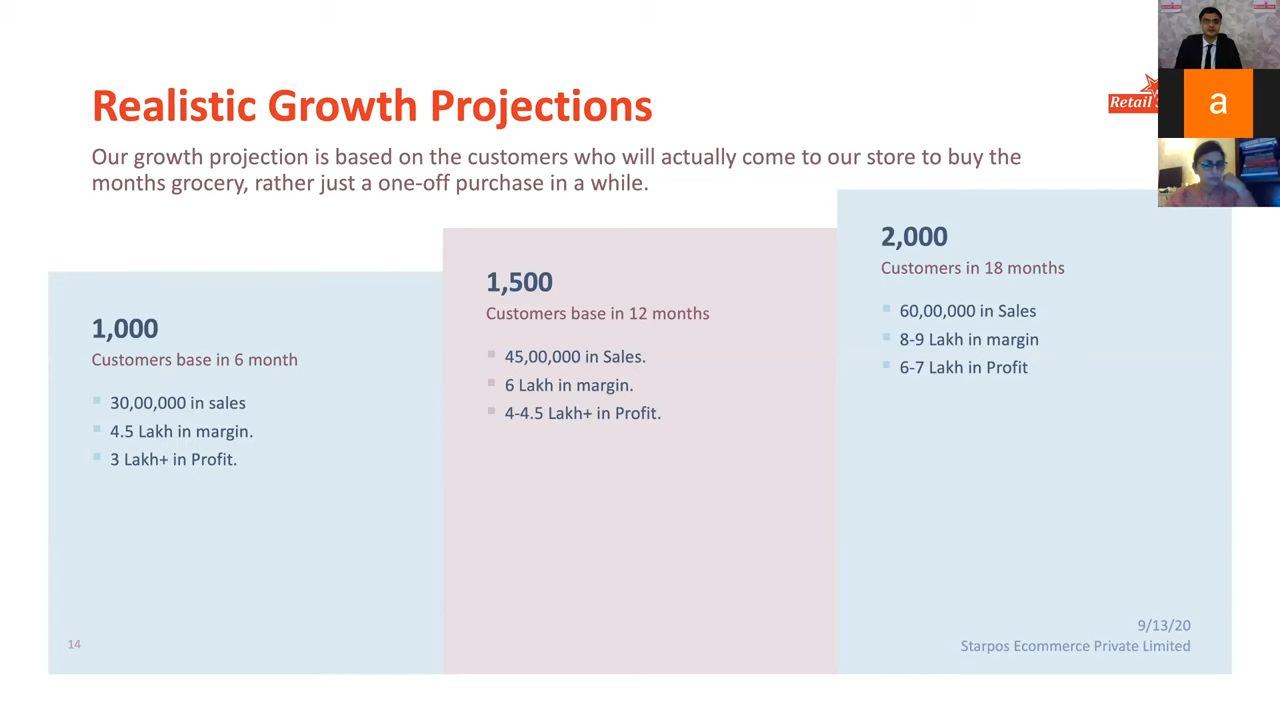 Realistic Growth Projections
Retail
a
Our growth projection is based on the customers who will actually come to our store to buy the
months grocery, rather just a one-off purchase in a while.
1,000
Customers base in 6 month
30,00,000 in sales
4.5 Lakh in margin.
3 Lakh+ in Profit.
1,500
Customers base in 12 months
45,00,000 in Sales.
6 Lakh in margin.
4-4.5 Lakh+ in Profit.
2,000
Customers in 18 months
60,00,000 in Sales
8-9 Lakh in margin
6-7 Lakh in Profit
14
9/13/20
Starpos Ecommerce Private Limited